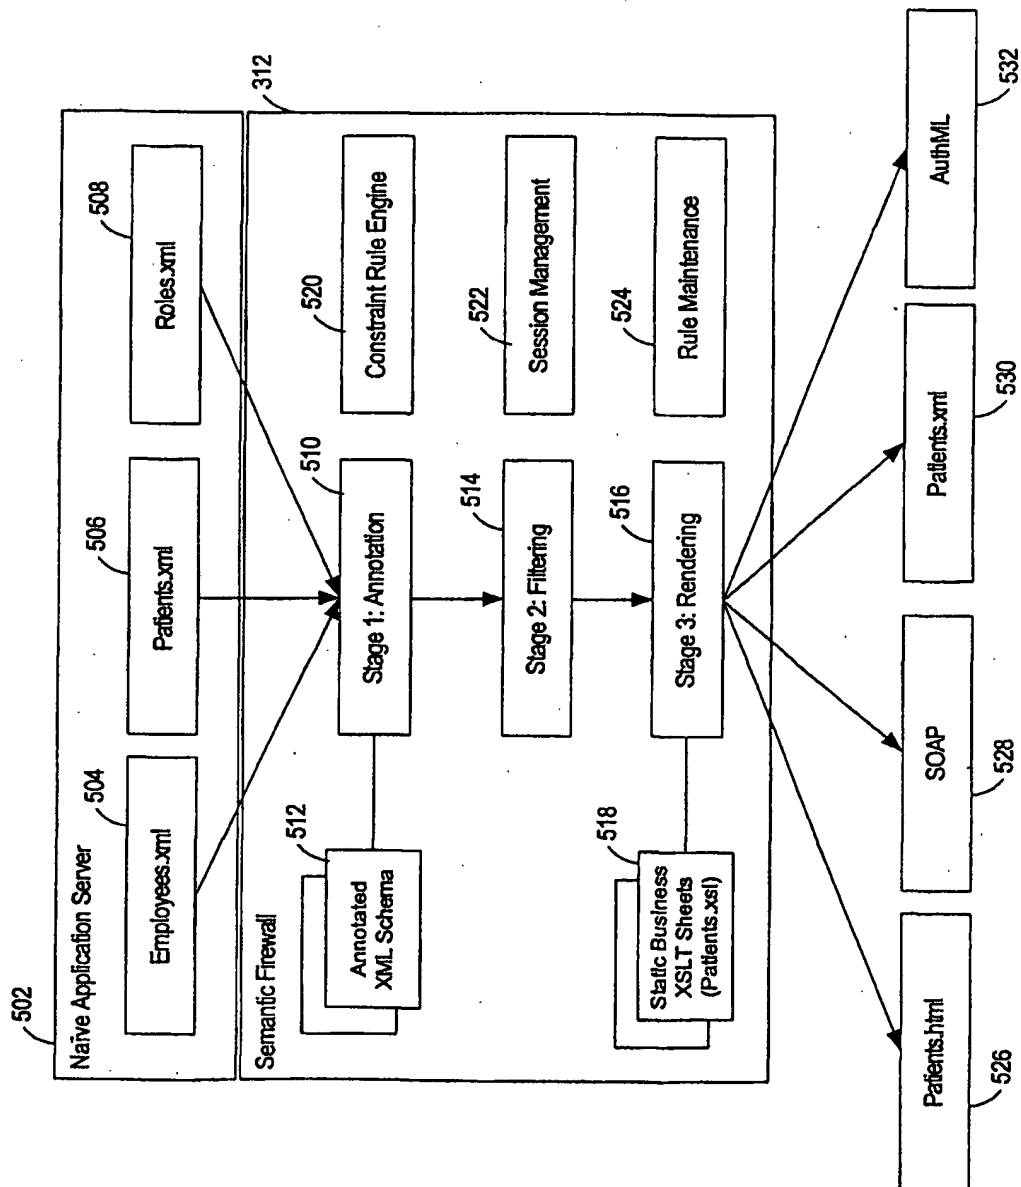 502
Naïve Application Server
504
Employees.xml
506
Patients.xml
508
Roles.xml
312
Semantic Firewall
512
Annotated
XML Schema
510
Stage 1: Annotation
520
Constraint Rule Engine
514
Stage 2: Filtering
522
Session Management
518
Static Business
XSLT Sheets
(Patients.xsl)
516
Stage 3: Rendering
524
Rule Maintenance
Patients.html
526
SOAP
528
Patients.xml
530
AuthML
532